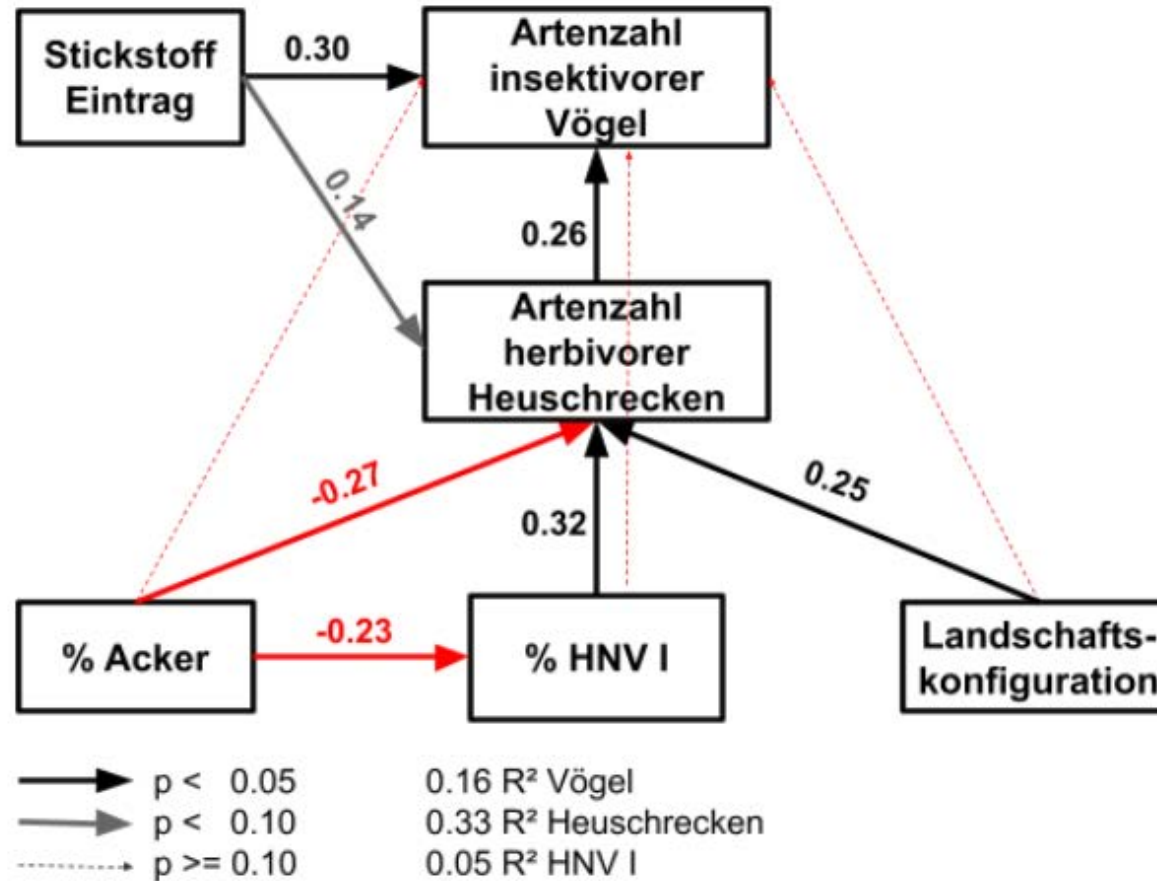 Stickstoff
Eintrag
0.30
Artenzahl
insektivorer
Vögel
0.14
0.26
Artenzahl
herbivorer
Heuschrecken
-0.27
0.32
0.25
% Acker
-0.23
% HNV I
Landschafts-
konfiguration
p < 0.05
0.16 R² Vögel
p < 0.10
0.33 R² Heuschrecken
p >= 0.10
0.05 R² HNV I